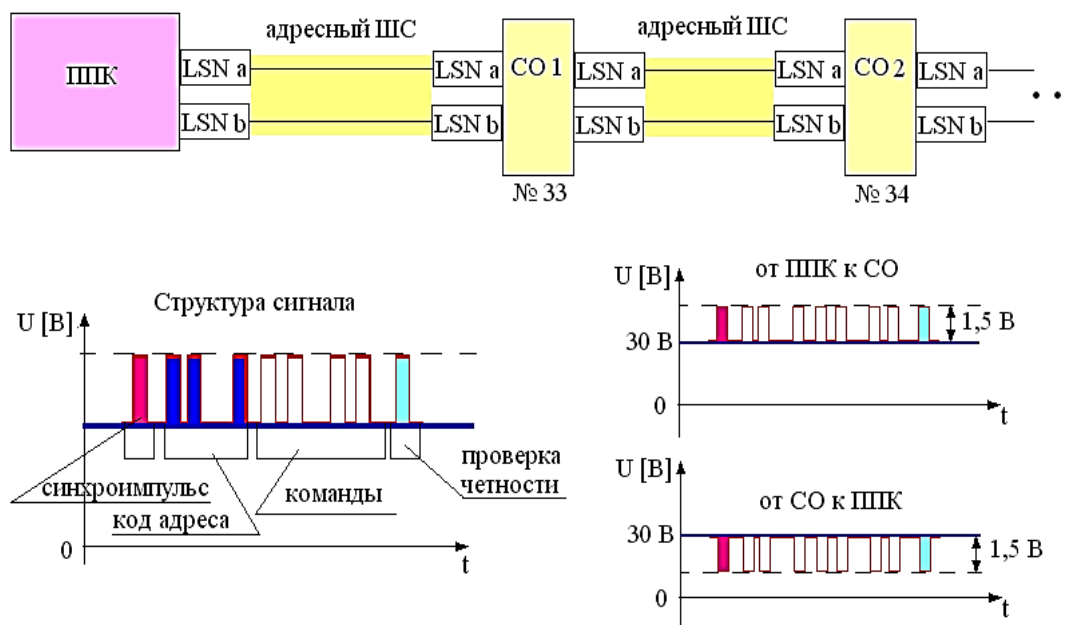 адресный ШС
адресный ШС
ППК
LSN a
LSN a
СО 1
LSN a
LSN a
СО 2
LSN a
LSN b
LSN b
LSN b
LSN b
LSN b
№ 33
№ 34
Структура сигнала
U [В]
синхроимпульс
код адреса
команды
проверка
четности
0
t
от ППК к СО
U [В]
30 В
1,5 В
0
t
U [В]
от СО к ППК
30 В
1,5 В
0
t